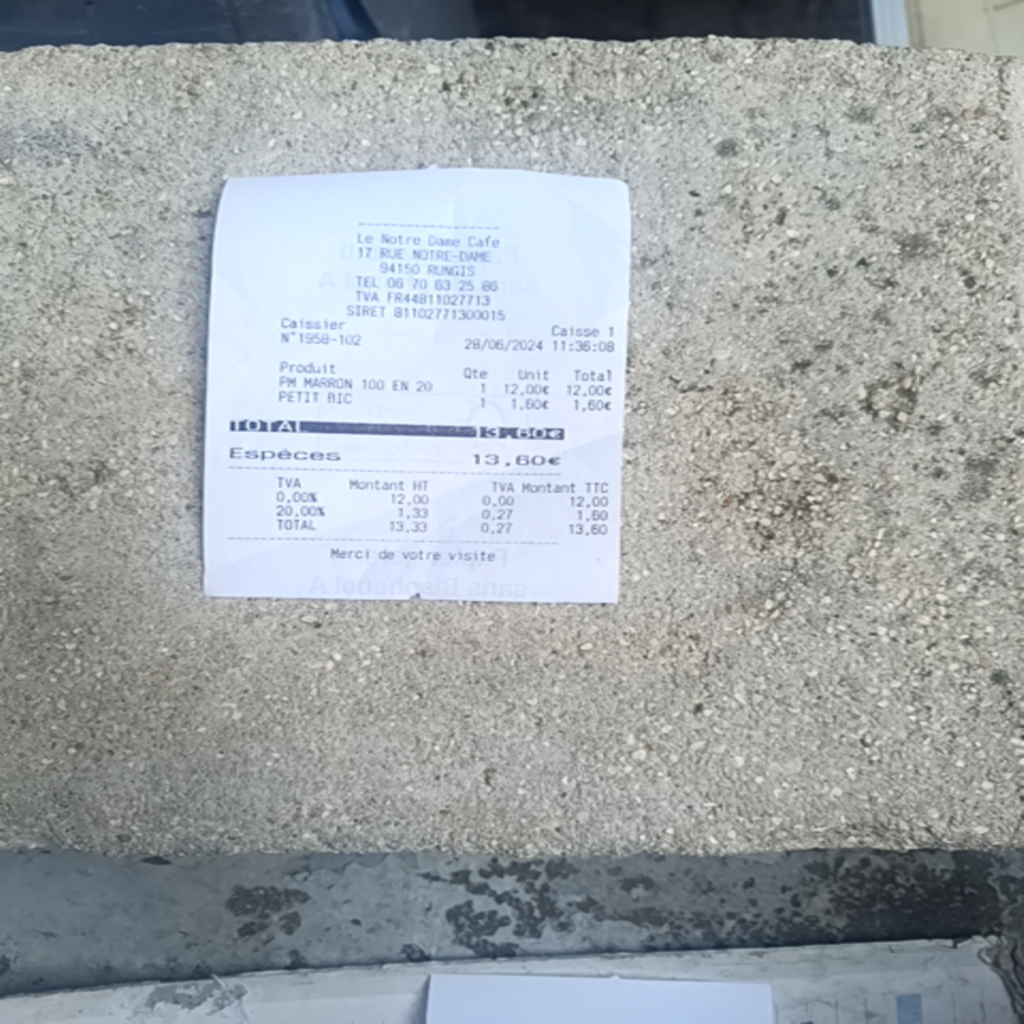 Le Notre Dame Cafe
17 RUE NOTRE-DAME
94150 RUNGIS
TEL 06 70 63 25 86
TVA FR44811027713
SIRET 81102771300015
Caissier Caisse 1
N°1958-102 28/06/2024 11:36:08
Produit Qte Unit Total
PM MARRON 100 EN 20 1 12,00€ 12,00€
PETIT BIC 1 1,60€ 1,60€
TOTAL 13,60€
Espèces 13,60€
TVA Montant HT TVA Montant TTC
0,00% 12,00 0,00 12,00
20,00% 1,33 0,27 1,60
TOTAL 13,33 0,27 13,60
Merci de votre visite
sans Bisphenol A